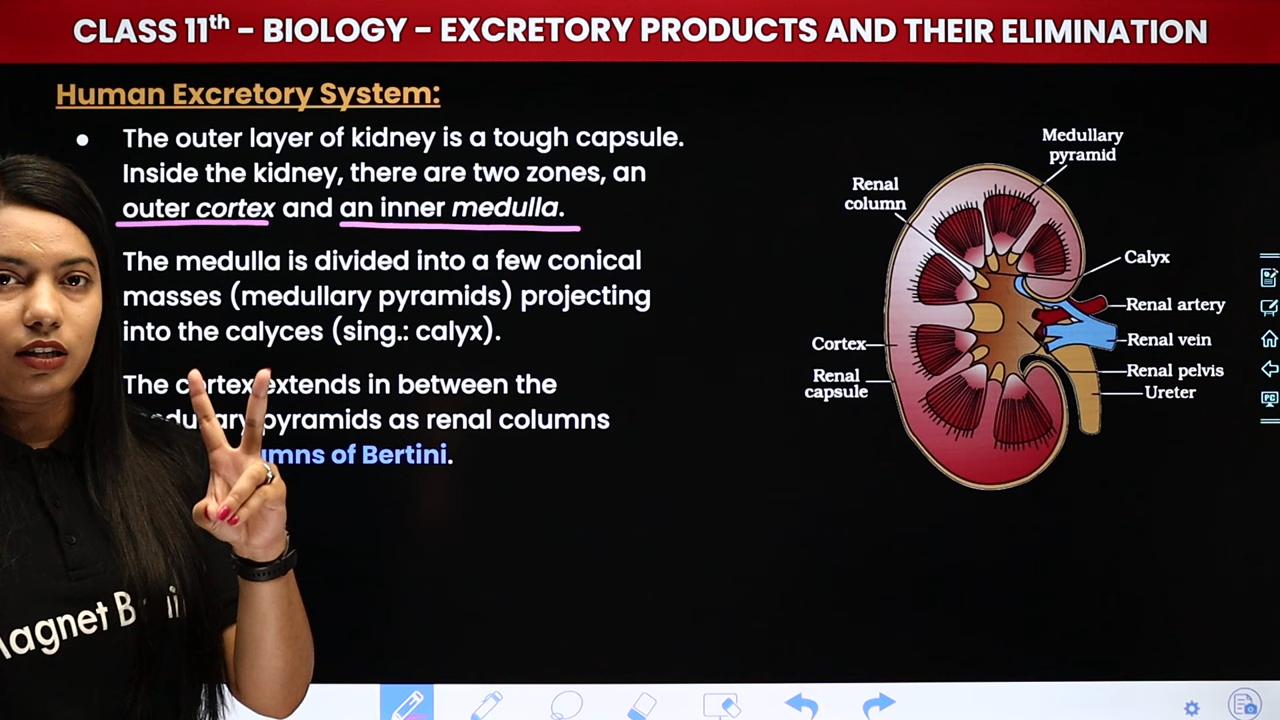 CLASS 11th - BIOLOGY - EXCRETORY PRODUCTS AND THEIR ELIMINATION
Human Excretory System:
• The outer layer of kidney is a tough capsule.
Inside the kidney, there are two zones, an
outer cortex and an inner medulla.
The medulla is divided into a few conical
masses (medullary pyramids) projecting
into the calyces (sing.: calyx).
The cortex extends in between the
pyramids as renal columns
of Bertini.
Medullary
pyramid
Renal
column
Calyx
Renal artery
Renal vein
Cortex
Renal pelvis
Renal
capsule
Ureter
PC